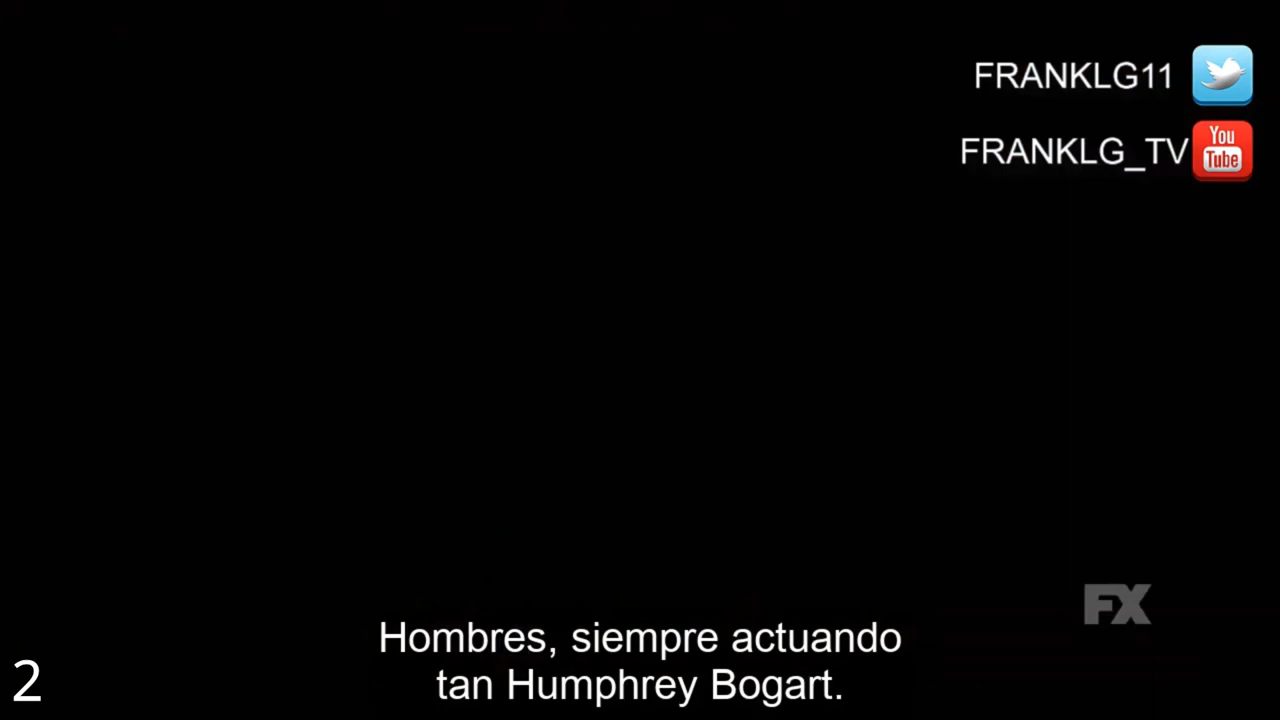 FRANKLG11
FRANKLG_TV
You
Tube
FX
Hombres, siempre actuando
tan Humphrey Bogart.
2